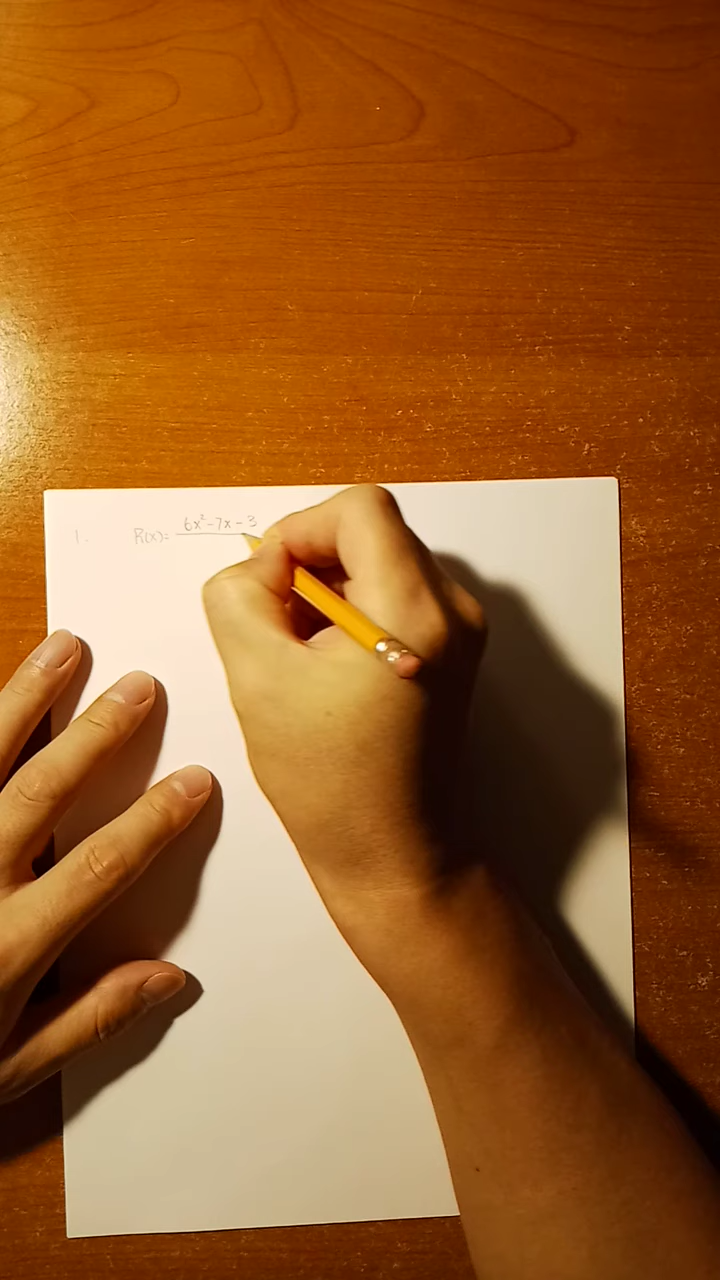 1. R(x) = 6x² - 7x - 3